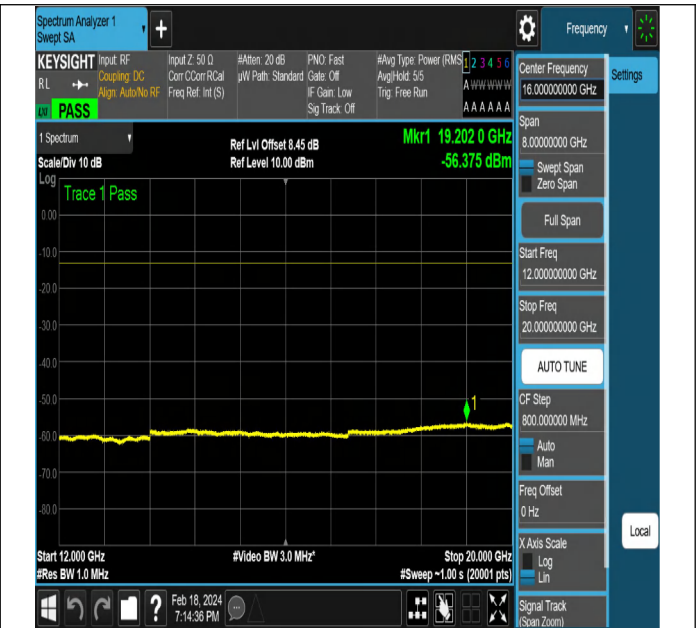 Spectrum Analyzer 1
Swept SA
+
Frequency
KEYSIGHT
RL
PASS
Input: RF
Coupling: DC
Align: Auto/No RF
Input Z: 50 Ω
Corr CCorr RCal
Freq Ref: Int (S)
#Atten: 20 dB
µW Path: Standard
PNO: Fast
Gate: Off
IF Gain: Low
Sig Track: Off
#Avg Type: Power (RMS
Avg|Hold: 5/5
Trig: Free Run
1 2 3 4 5 6
A W W W W W
A A A A A A
1 Spectrum
Scale/Div 10 dB
Ref Lvl Offset 8.45 dB
Ref Level 10.00 dBm
Mkr1 19.202 0 GHz
-56.375 dBm
Log
Trace 1 Pass
0.00
-10.0
-20.0
-30.0
-40.0
-50.0
-60.0
-70.0
-80.0
1
Start 12.000 GHz
#Res BW 1.0 MHz
#Video BW 3.0 MHz*
Stop 20.000 GHz
#Sweep ~1.00 s (20001 pts)
?
Feb 18, 2024
7:14:36 PM
Center Frequency
16.000000000 GHz
Span
8.00000000 GHz
Swept Span
Zero Span
Full Span
Start Freq
12.000000000 GHz
Stop Freq
20.000000000 GHz
AUTO TUNE
CF Step
800.000000 MHz
Auto
Man
Freq Offset
0 Hz
X Axis Scale
Log
Lin
Signal Track
(Span Zoom)
Settings
Local